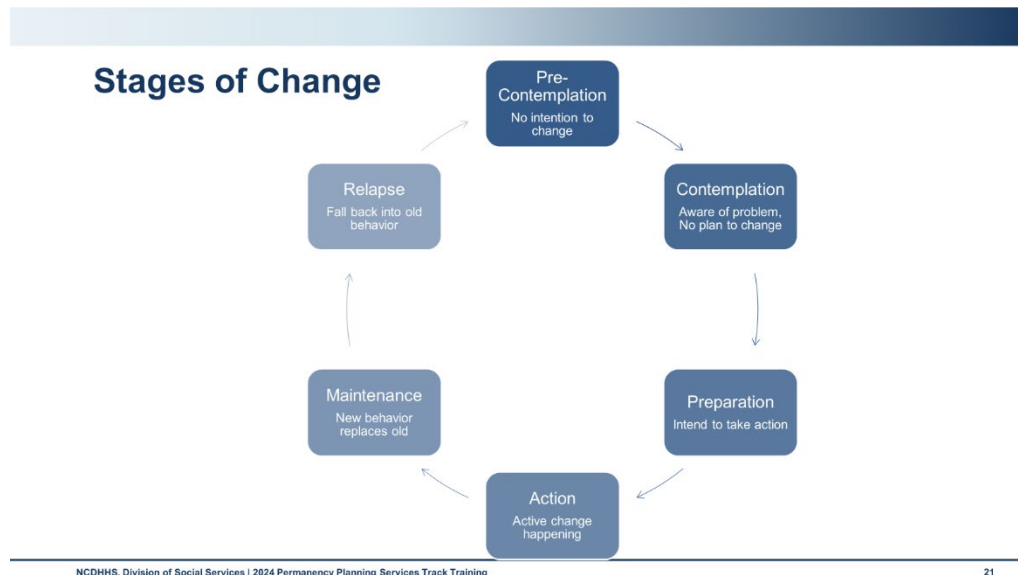 Stages of Change
Pre-
Contemplation
No intention to
change
Contemplation
Aware of problem,
No plan to change
Preparation
Intend to take action
Action
Active change
happening
Maintenance
New behavior
replaces old
Relapse
Fall back into old
behavior
NCDHHS, Division of Social Services | 2024 Permanency Planning Services Track Training
21